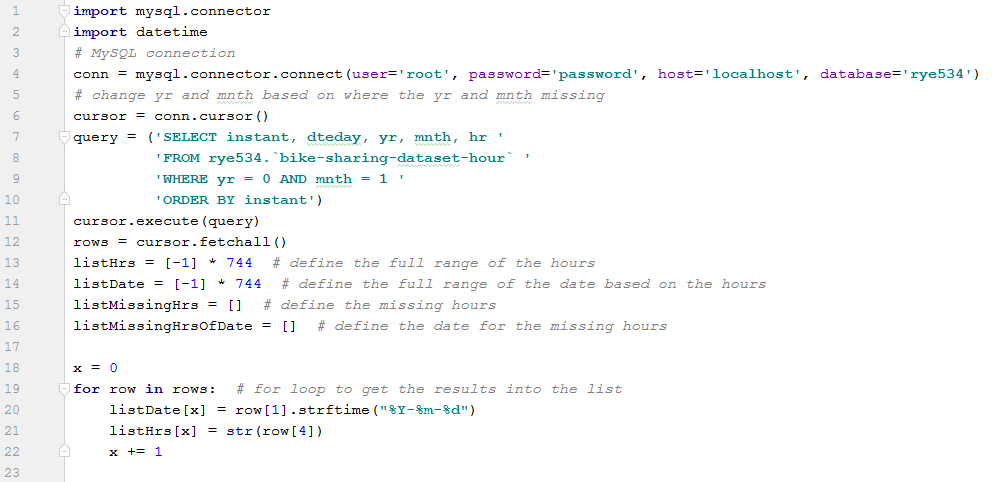 1 import mysql.connector
2 import datetime
3 # MySQL connection
4 conn = mysql.connector.connect(user='root', password='password', host='localhost', database='rye534')
5 # change yr and mnth based on where the yr and mnth missing
6 cursor = conn.cursor()
7 query = ('SELECT instant, dteday, yr, mnth, hr '
8 'FROM rye534.`bike-sharing-dataset-hour` '
9 'WHERE yr = 0 AND mnth = 1 '
10 'ORDER BY instant')
11 cursor.execute(query)
12 rows = cursor.fetchall()
13 listHrs = [-1] * 744  # define the full range of the hours
14 listDate = [-1] * 744  # define the full range of the date based on the hours
15 listMissingHrs = []  # define the missing hours
16 listMissingHrsOfDate = []  # define the date for the missing hours
17
18 x = 0
19 for row in rows:  # for loop to get the results into the list
20     listDate[x] = row[1].strftime("%Y-%m-%d")
21     listHrs[x] = str(row[4])
22     x += 1
23